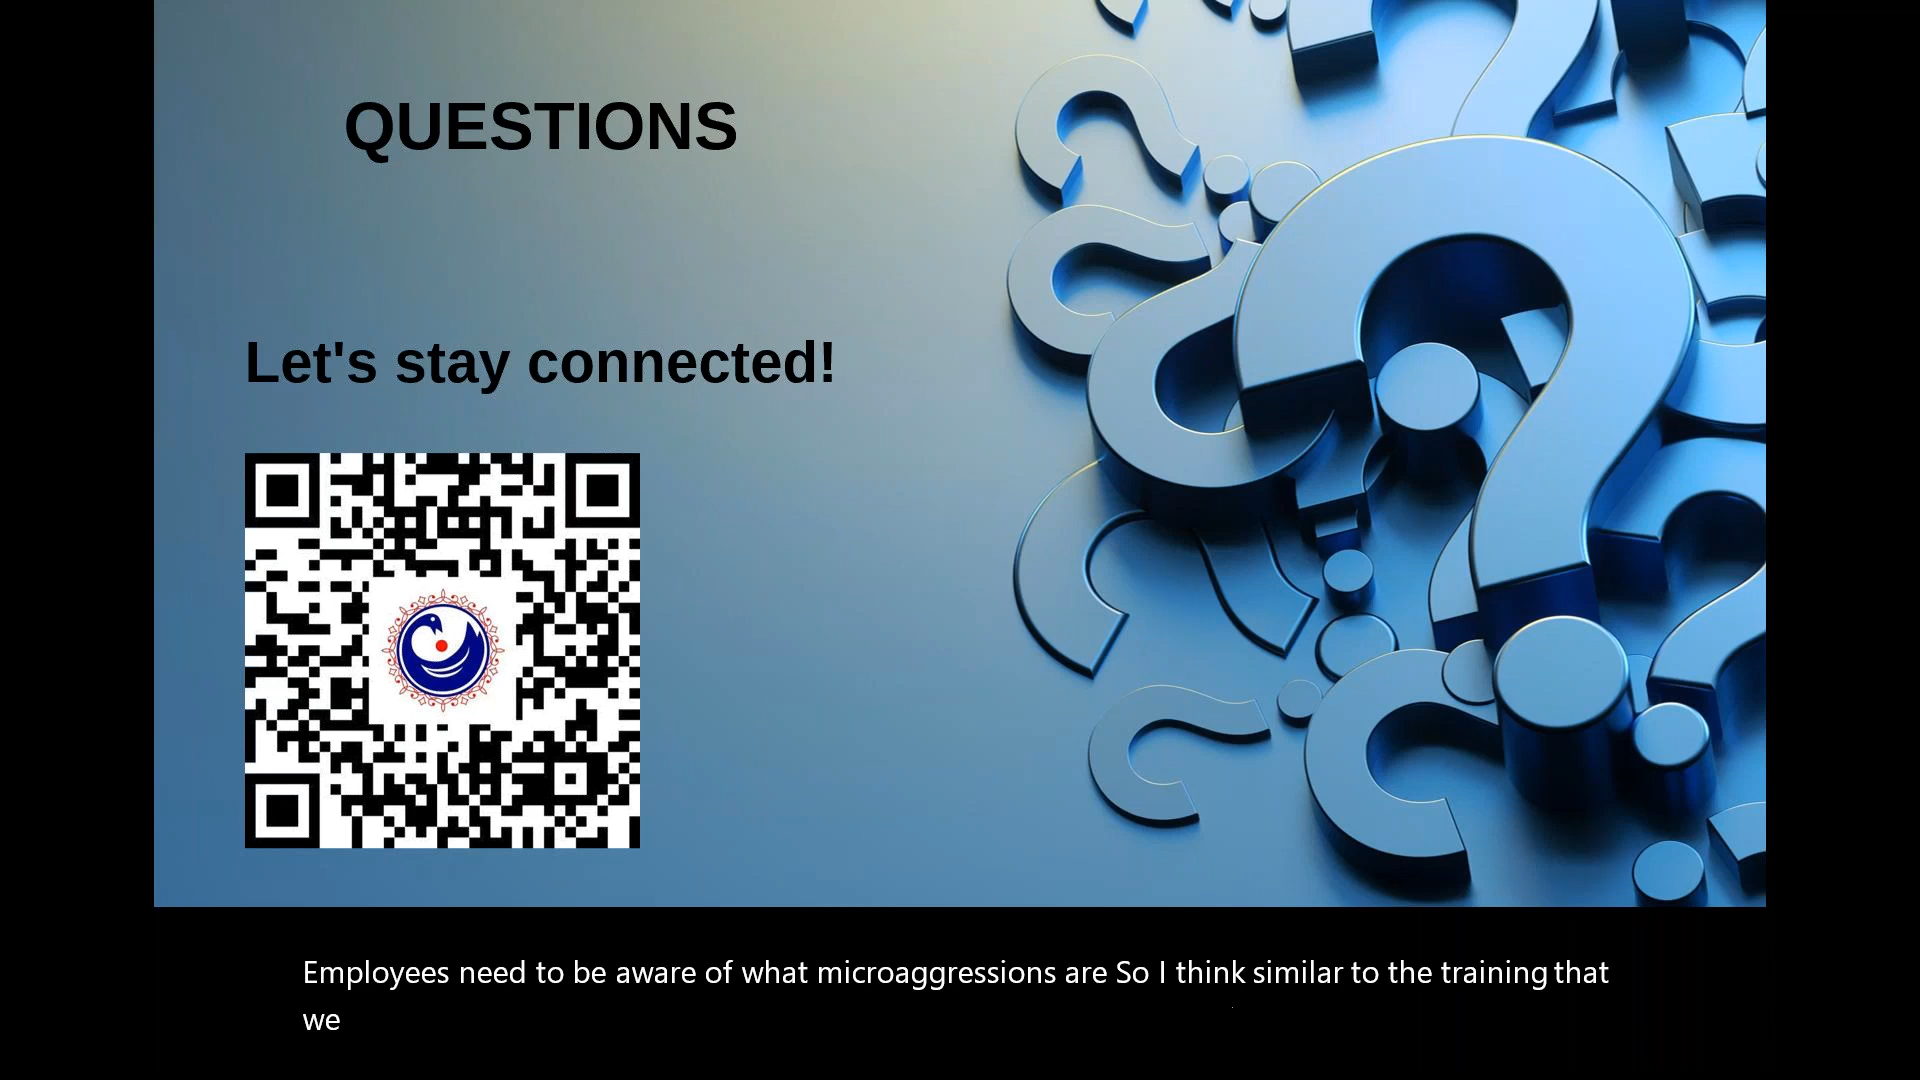 QUESTIONS
Let's stay connected!
Employees need to be aware of what microaggressions are So I think similar to the training that
we